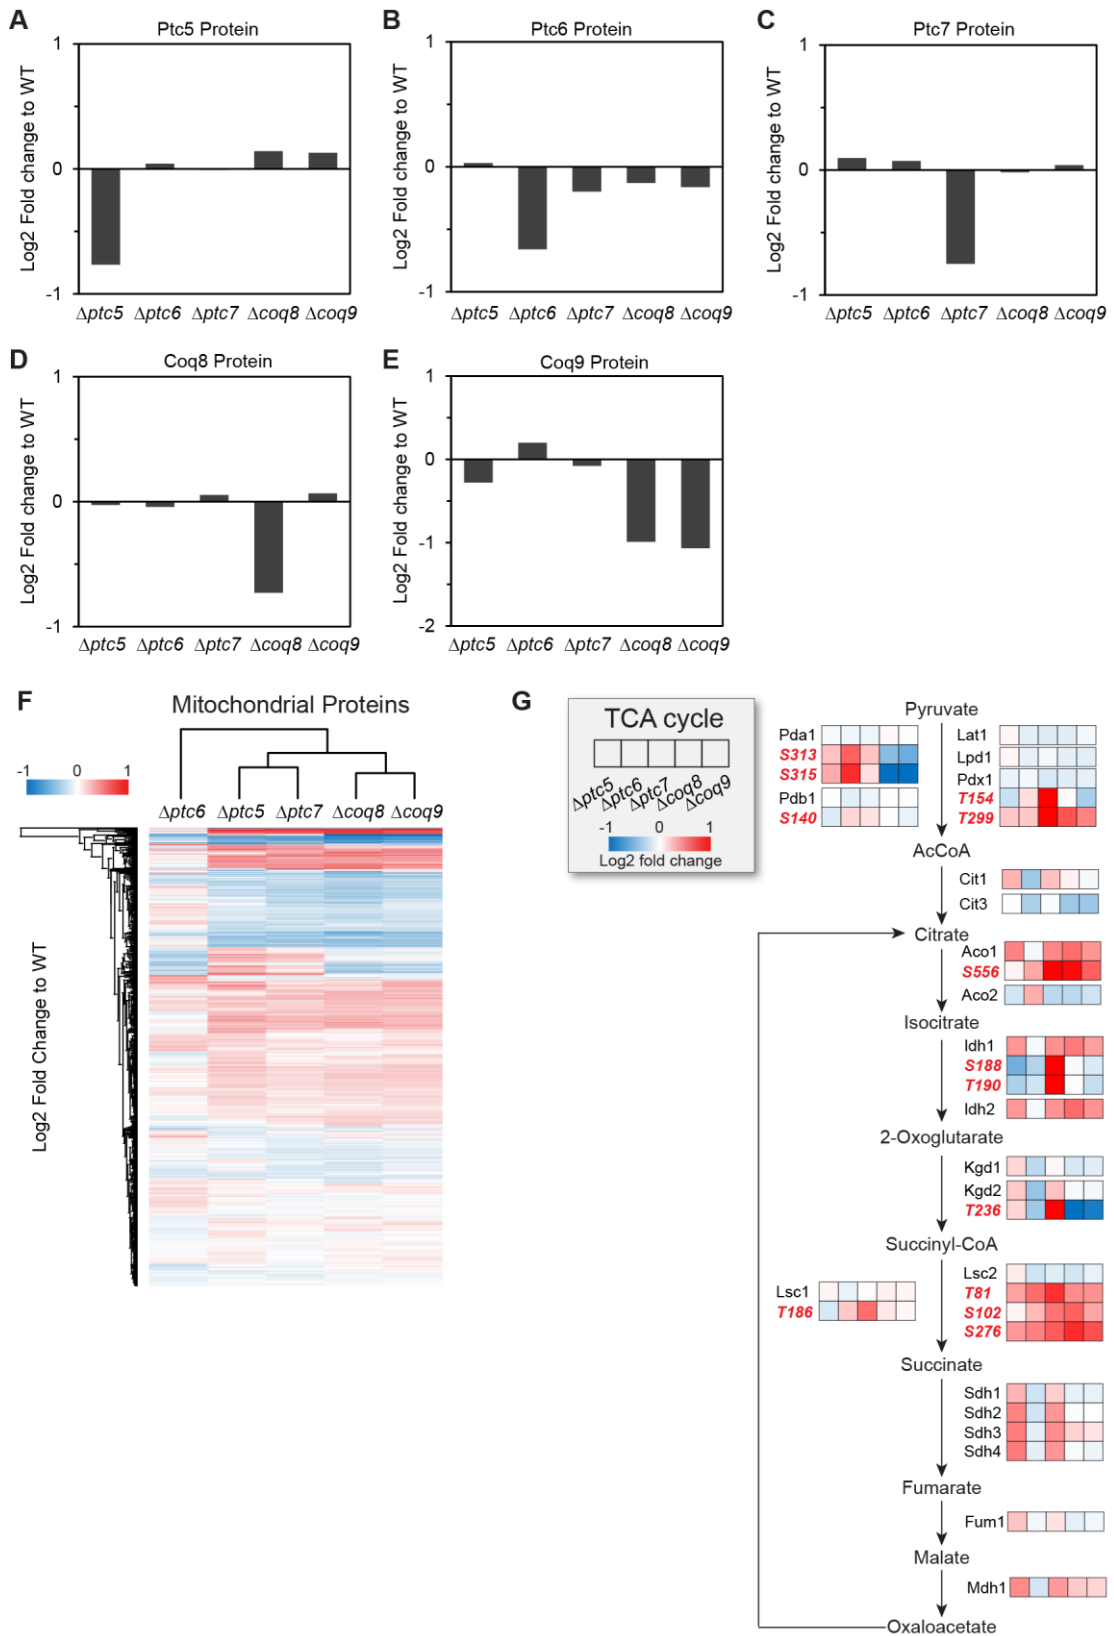 A
Ptc5 Protein
Log2 Fold change to WT
1
0
-1
Δptc5 Δptc6 Δptc7 Δcoq8 Δcoq9
B
Ptc6 Protein
Log2 Fold change to WT
1
0
-1
Δptc5 Δptc6 Δptc7 Δcoq8 Δcoq9
C
Ptc7 Protein
Log2 Fold change to WT
1
0
-1
Δptc5 Δptc6 Δptc7 Δcoq8 Δcoq9
D
Coq8 Protein
Log2 Fold change to WT
1
0
-1
Δptc5 Δptc6 Δptc7 Δcoq8 Δcoq9
E
Coq9 Protein
Log2 Fold change to WT
1
0
-1
-2
Δptc5 Δptc6 Δptc7 Δcoq8 Δcoq9
F
Mitochondrial Proteins
-1 0 1
Δptc6 Δptc5 Δptc7 Δcoq8 Δcoq9
Log2 Fold Change to WT
G
TCA cycle
Δptc5 Δptc6 Δptc7 Δcoq8 Δcoq9
-1 0 1
Log2 fold change
Pyruvate
Pda1
S313
S315
Pdb1
S140
Lat1
Lpd1
Pdx1
T154
T299
AcCoA
Cit1
Cit3
Citrate
Aco1
S556
Aco2
Isocitrate
Idh1
S188
T190
Idh2
2-Oxoglutarate
Kgd1
Kgd2
T236
Succinyl-CoA
Lsc1
T186
Lsc2
T81
S102
S276
Succinate
Sdh1
Sdh2
Sdh3
Sdh4
Fumarate
Fum1
Malate
Mdh1
Oxaloacetate